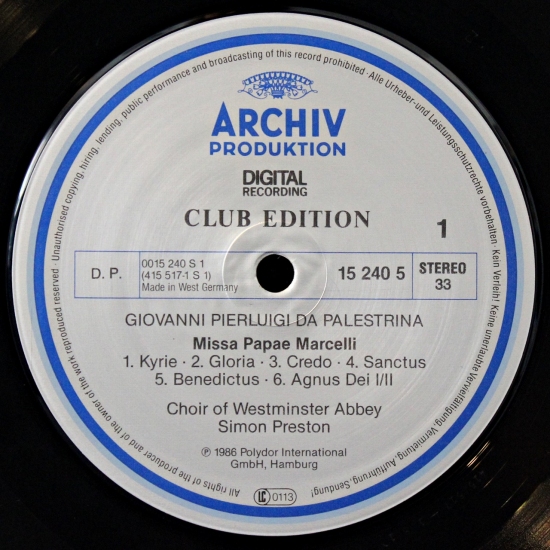 All rights of the producer and of the owner of the work reproduced reserved · Unauthorised copying, hiring, lending, public performance and broadcasting of this record prohibited · Alle Urheber- und Leistungsschutzrechte vorbehalten · Kein Verleih! Keine unerlaubte Vervielfältigung, Vermietung, Aufführung, Sendung!
ARCHIV
PRODUKTION
DIGITAL
RECORDING
CLUB EDITION
1
D. P.
0015 240 S 1
(415 517-1 S 1)
Made in West Germany
15 240 5
STEREO
33
GIOVANNI PIERLUIGI DA PALESTRINA
Missa Papae Marcelli
1. Kyrie · 2. Gloria · 3. Credo · 4. Sanctus
5. Benedictus · 6. Agnus Dei I/II
Choir of Westminster Abbey
Simon Preston
℗ 1986 Polydor International
GmbH, Hamburg
LC 0113